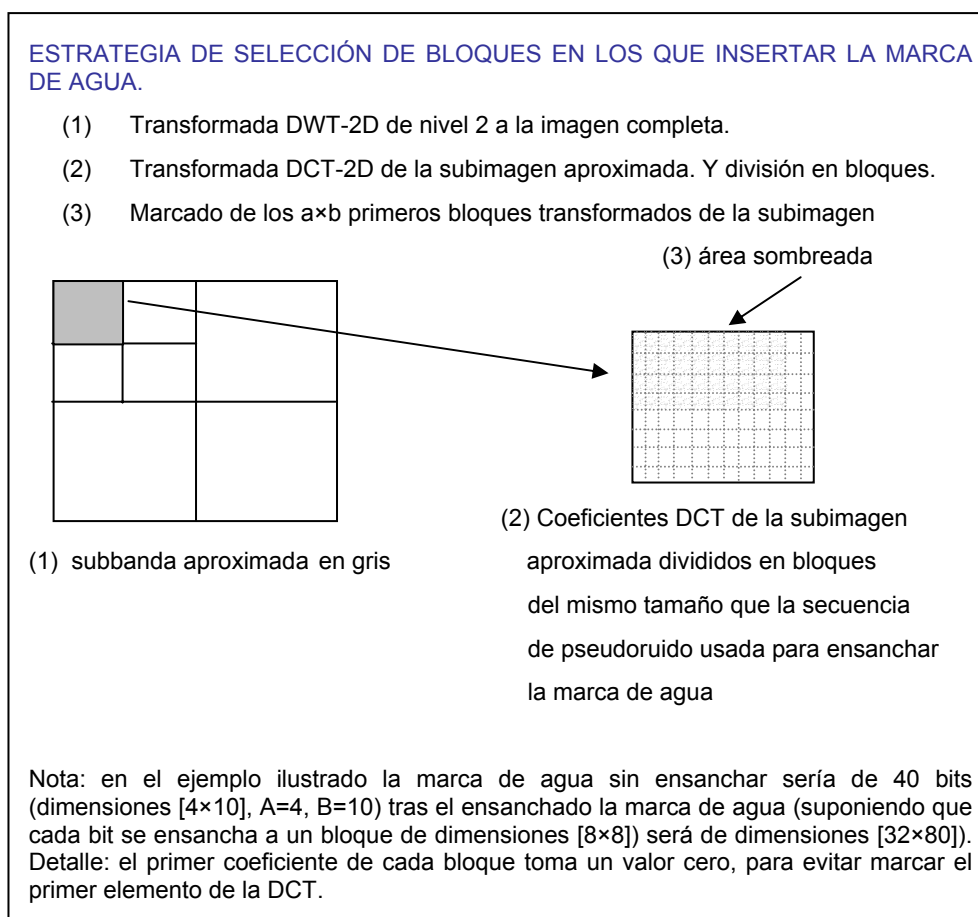 ESTRATEGIA DE SELECCIÓN DE BLOQUES EN LOS QUE INSERTAR LA MARCA
DE AGUA.
(1) Transformada DWT-2D de nivel 2 a la imagen completa.
(2) Transformada DCT-2D de la subimagen aproximada. Y división en bloques.
(3) Marcado de los a×b primeros bloques transformados de la subimagen
(3) área sombreada
(1) subbanda aproximada en gris
(2) Coeficientes DCT de la subimagen
aproximada divididos en bloques
del mismo tamaño que la secuencia
de pseudoruido usada para ensanchar
la marca de agua
Nota: en el ejemplo ilustrado la marca de agua sin ensanchar sería de 40 bits
(dimensiones [4×10], A=4, B=10) tras el ensanchado la marca de agua (suponiendo que
cada bit se ensancha a un bloque de dimensiones [8×8]) será de dimensiones [32×80]).
Detalle: el primer coeficiente de cada bloque toma un valor cero, para evitar marcar el
primer elemento de la DCT.